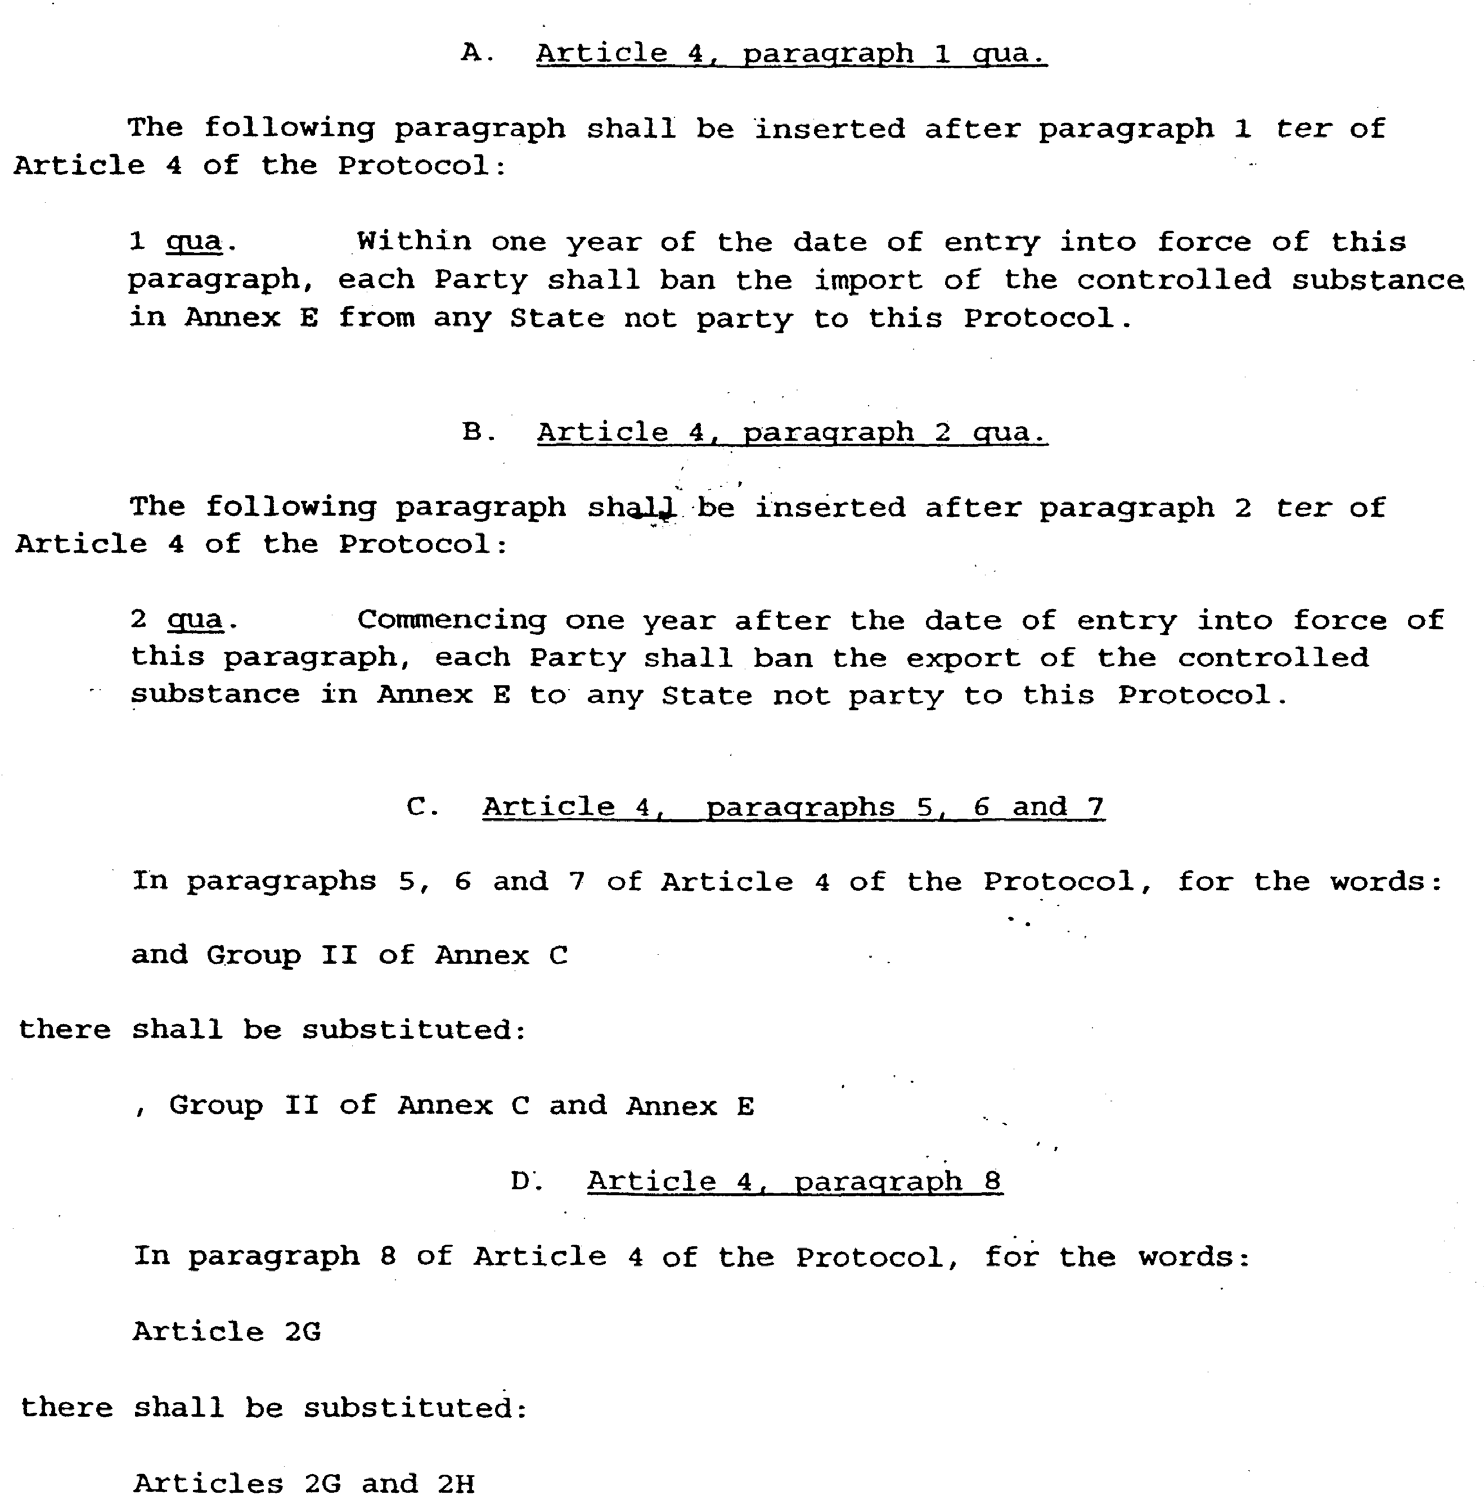 A. Article 4, paragraph 1 qua.
The following paragraph shall be inserted after paragraph 1 ter of
Article 4 of the Protocol:
1 qua. Within one year of the date of entry into force of this
paragraph, each Party shall ban the import of the controlled substance
in Annex E from any State not party to this Protocol.
B. Article 4, paragraph 2 qua.
The following paragraph shall be inserted after paragraph 2 ter of
Article 4 of the Protocol:
2 qua. Commencing one year after the date of entry into force of
this paragraph, each Party shall ban the export of the controlled
substance in Annex E to any State not party to this Protocol.
C. Article 4, paragraphs 5, 6 and 7
In paragraphs 5, 6 and 7 of Article 4 of the Protocol, for the words:
and Group II of Annex C
there shall be substituted:
, Group II of Annex C and Annex E
D. Article 4, paragraph 8
In paragraph 8 of Article 4 of the Protocol, for the words:
Article 2G
there shall be substituted:
Articles 2G and 2H